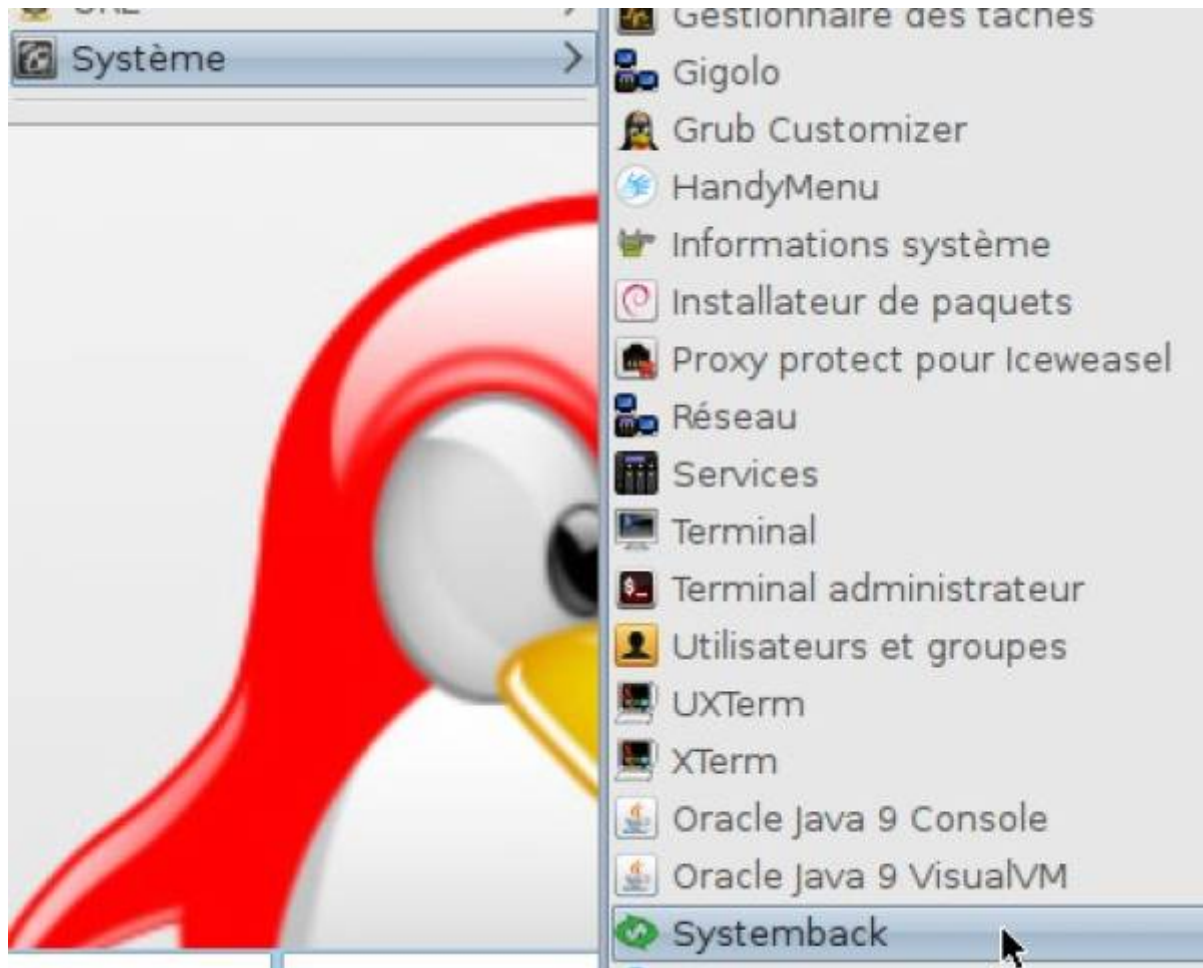 Système
Gestionnaire des tâches
Gigolo
Grub Customizer
HandyMenu
Informations système
Installateur de paquets
Proxy protect pour Iceweasel
Réseau
Services
Terminal
Terminal administrateur
Utilisateurs et groupes
UXTerm
XTerm
Oracle Java 9 Console
Oracle Java 9 VisualVM
Systemback